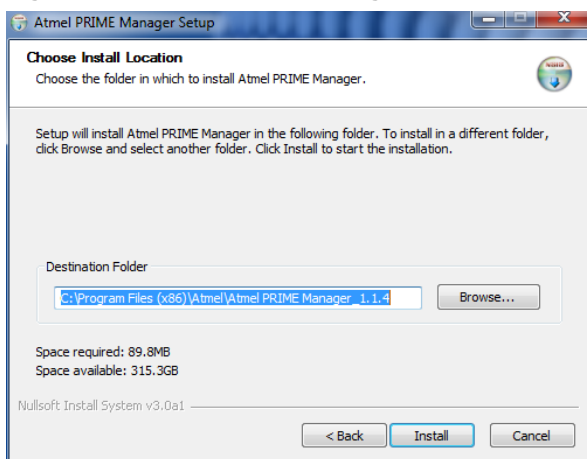 Atmel PRIME Manager Setup
Choose Install Location
Choose the folder in which to install Atmel PRIME Manager.
Setup will install Atmel PRIME Manager in the following folder. To install in a different folder,
click Browse and select another folder. Click Install to start the installation.
Destination Folder
C:\Program Files (x86)\Atmel\Atmel PRIME Manager_1.1.4
Browse...
Space required: 89.8MB
Space available: 315.3GB
Nullsoft Install System v3.0a1
< Back Install Cancel